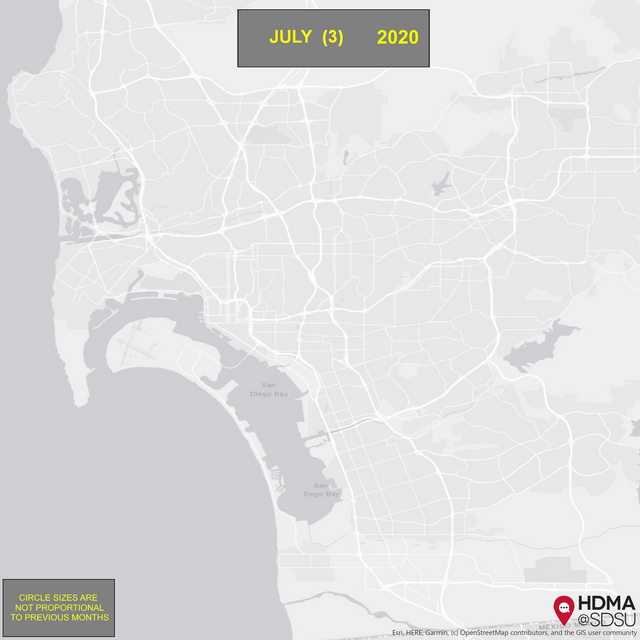 JULY (3) 2020
San
Diego Bay
San
Diego Bay
CIRCLE SIZES ARE
NOT PROPORTIONAL
TO PREVIOUS MONTHS
HDMA
@SDSU
MEXICO
Esri, HERE, Garmin, (c) OpenStreetMap contributors, and the GIS user community